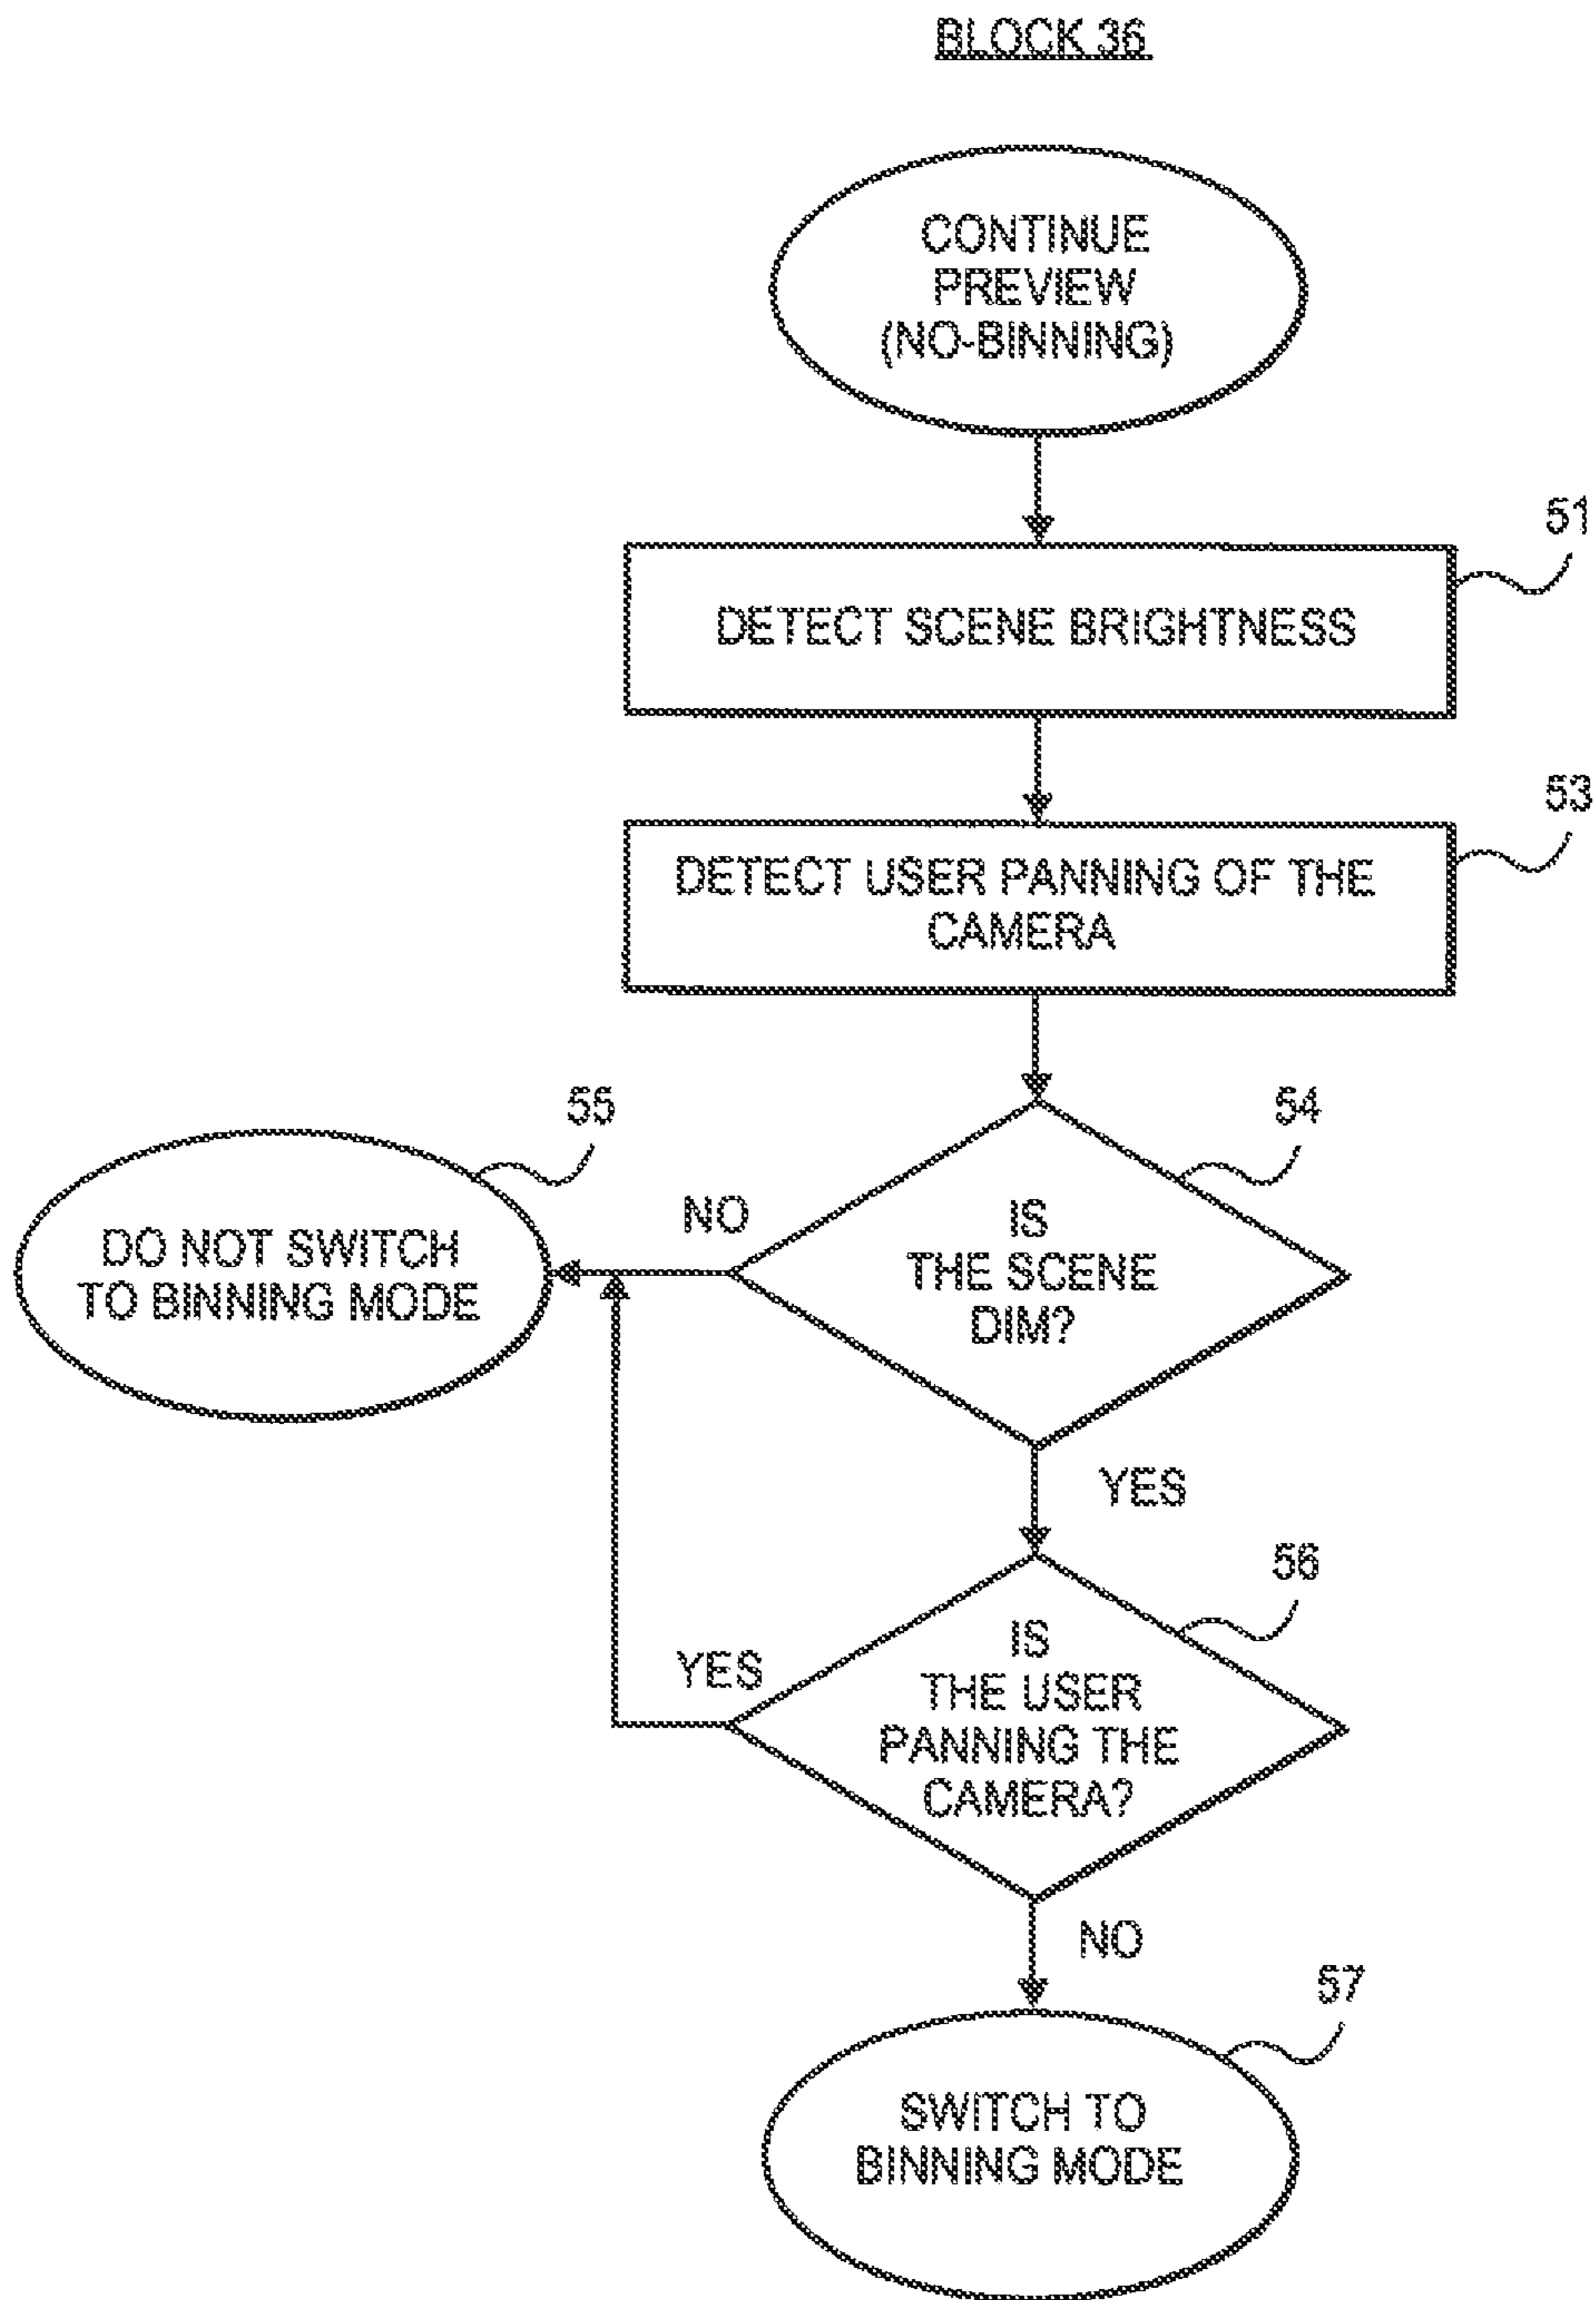 BLOCK 36
CONTINUE
PREVIEW
(NO-BINNING)
51
DETECT SCENE BRIGHTNESS
53
DETECT USER PANNING OF THE
CAMERA
54
55
NO
IS
THE SCENE
DIM?
DO NOT SWITCH
TO BINNING MODE
YES
56
YES
IS
THE USER
PANNING THE
CAMERA?
NO
57
SWITCH TO
BINNING MODE